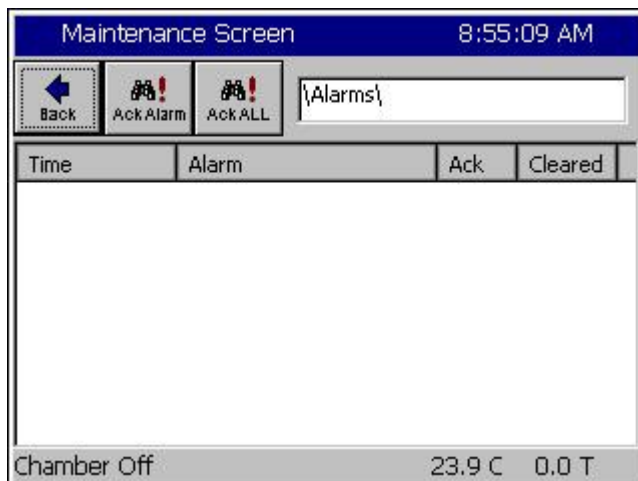 Maintenance Screen 8:55:09 AM
Back Ack Alarm Ack ALL \Alarms\
Time Alarm Ack Cleared
Chamber Off 23.9 C 0.0 T